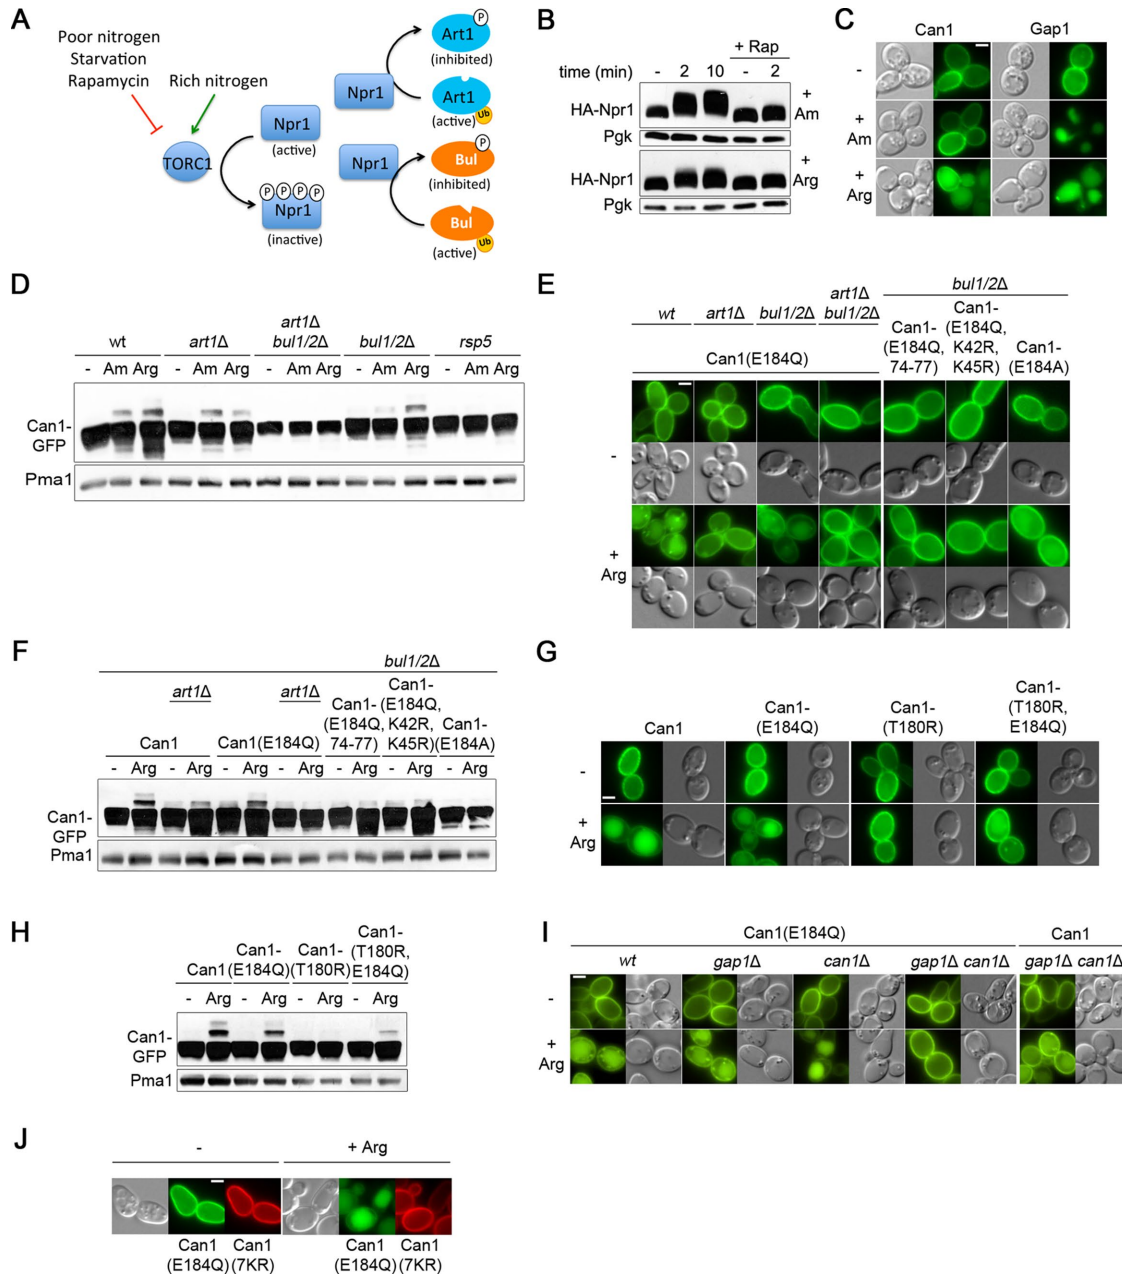 A
Poor nitrogen
Starvation
Rapamycin
Rich nitrogen
TORC1
Npr1
(active)
P P P P
Npr1
(inactive)
Npr1
P
Art1
(inhibited)
Art1
(active) Ub
Npr1
P
Bul
(inhibited)
Bul
(active) Ub
B
+ Rap
time (min) - 2 10 - 2
HA-Npr1
+
Am
Pgk
HA-Npr1
+
Arg
Pgk
C
Can1 Gap1
-
+
Am
+
Arg
D
wt art1Δ art1Δ bul1/2Δ bul1/2Δ rsp5
- Am Arg - Am Arg - Am Arg - Am Arg - Am Arg
Can1-
GFP
Pma1
E
bul1/2Δ
wt art1Δ bul1/2Δ art1Δ bul1/2Δ
Can1(E184Q)
Can1-
(E184Q,
74-77)
Can1-
(E184Q,
K42R,
K45R)
Can1-
(E184A)
-
+
Arg
F
bul1/2Δ
art1Δ art1Δ
Can1 Can1(E184Q)
Can1-
(E184Q,
74-77)
Can1-
(E184Q,
K42R,
K45R)
Can1-
(E184A)
- Arg - Arg - Arg - Arg - Arg - Arg - Arg
Can1-
GFP
Pma1
G
Can1
Can1-
(E184Q)
Can1-
(T180R)
Can1-
(T180R,
E184Q)
-
+
Arg
H
Can1
Can1-
(E184Q)
Can1-
(T180R)
Can1-
(T180R,
E184Q)
- Arg - Arg - Arg - Arg
Can1-
GFP
Pma1
I
Can1(E184Q) Can1
wt gap1Δ can1Δ gap1Δ can1Δ gap1Δ can1Δ
-
+
Arg
J
- + Arg
Can1
(E184Q)
Can1
(7KR)
Can1
(E184Q)
Can1
(7KR)